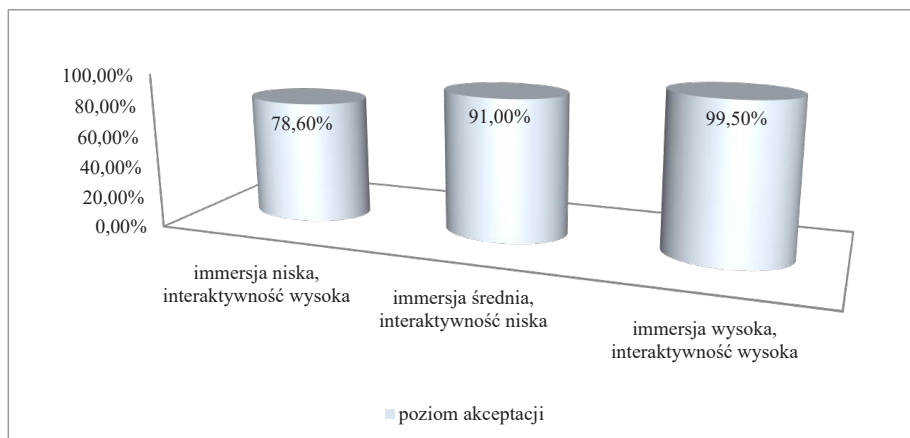 100,00%
80,00%
60,00%
40,00%
20,00%
0,00%
78,60%
91,00%
99,50%
immersja niska,
interaktywność wysoka
immersja średnia,
interaktywność niska
immersja wysoka,
interaktywność wysoka
poziom akceptacji